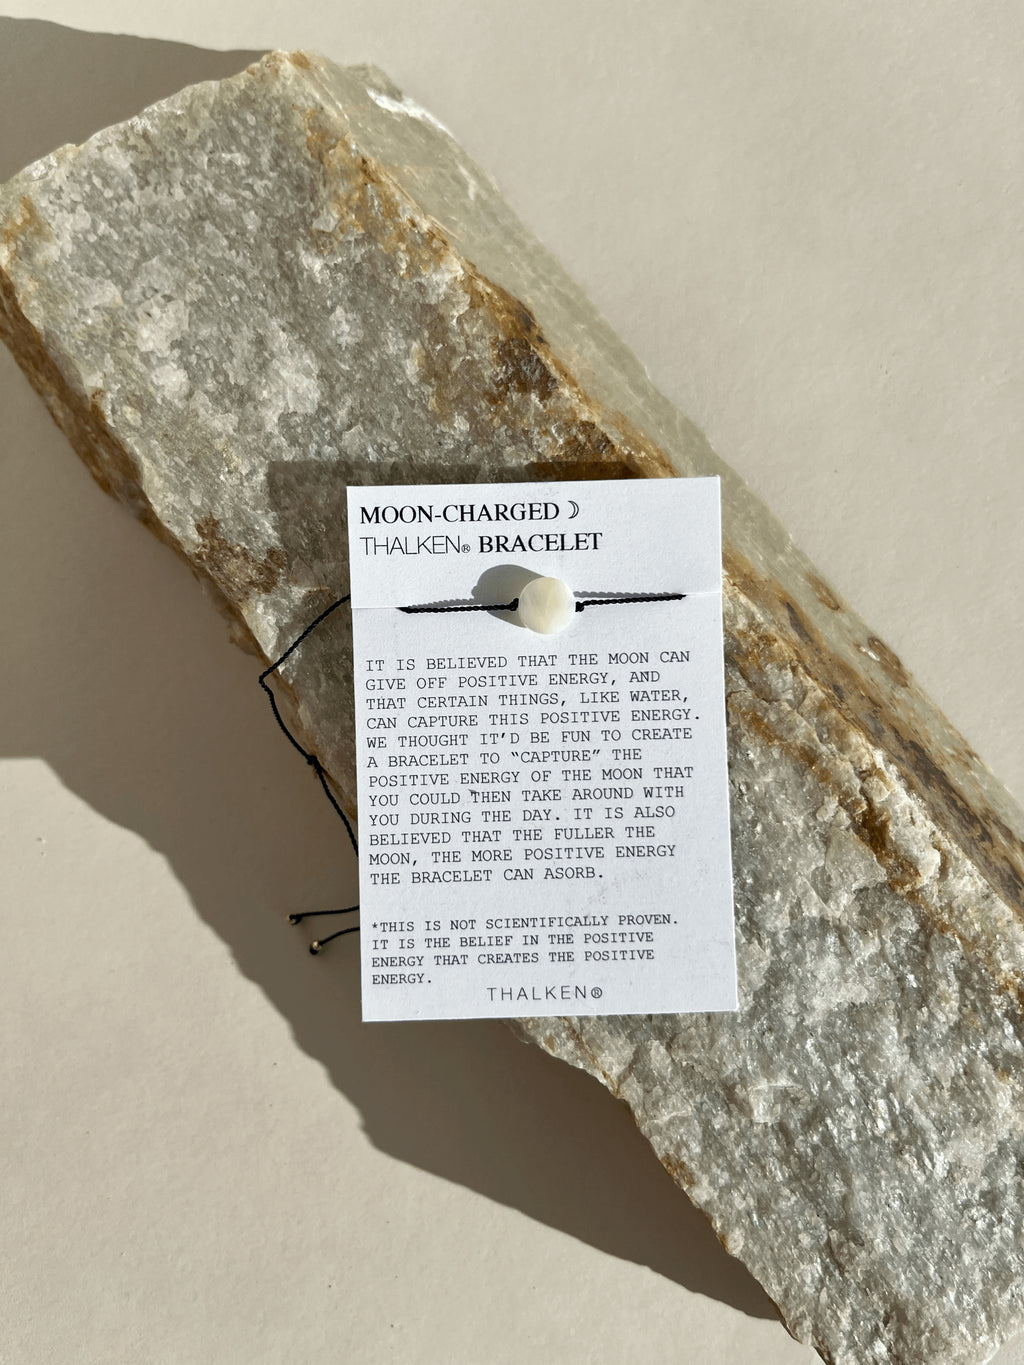 MOON-CHARGED ☽
THALKEN® BRACELET
IT IS BELIEVED THAT THE MOON CAN
GIVE OFF POSITIVE ENERGY, AND
THAT CERTAIN THINGS, LIKE WATER,
CAN CAPTURE THIS POSITIVE ENERGY.
WE THOUGHT IT’D BE FUN TO CREATE
A BRACELET TO “CAPTURE” THE
POSITIVE ENERGY OF THE MOON THAT
YOU COULD THEN TAKE AROUND WITH
YOU DURING THE DAY. IT IS ALSO
BELIEVED THAT THE FULLER THE
MOON, THE MORE POSITIVE ENERGY
THE BRACELET CAN ASORB.
*THIS IS NOT SCIENTIFICALLY PROVEN.
IT IS THE BELIEF IN THE POSITIVE
ENERGY THAT CREATES THE POSITIVE
ENERGY.
THALKEN®